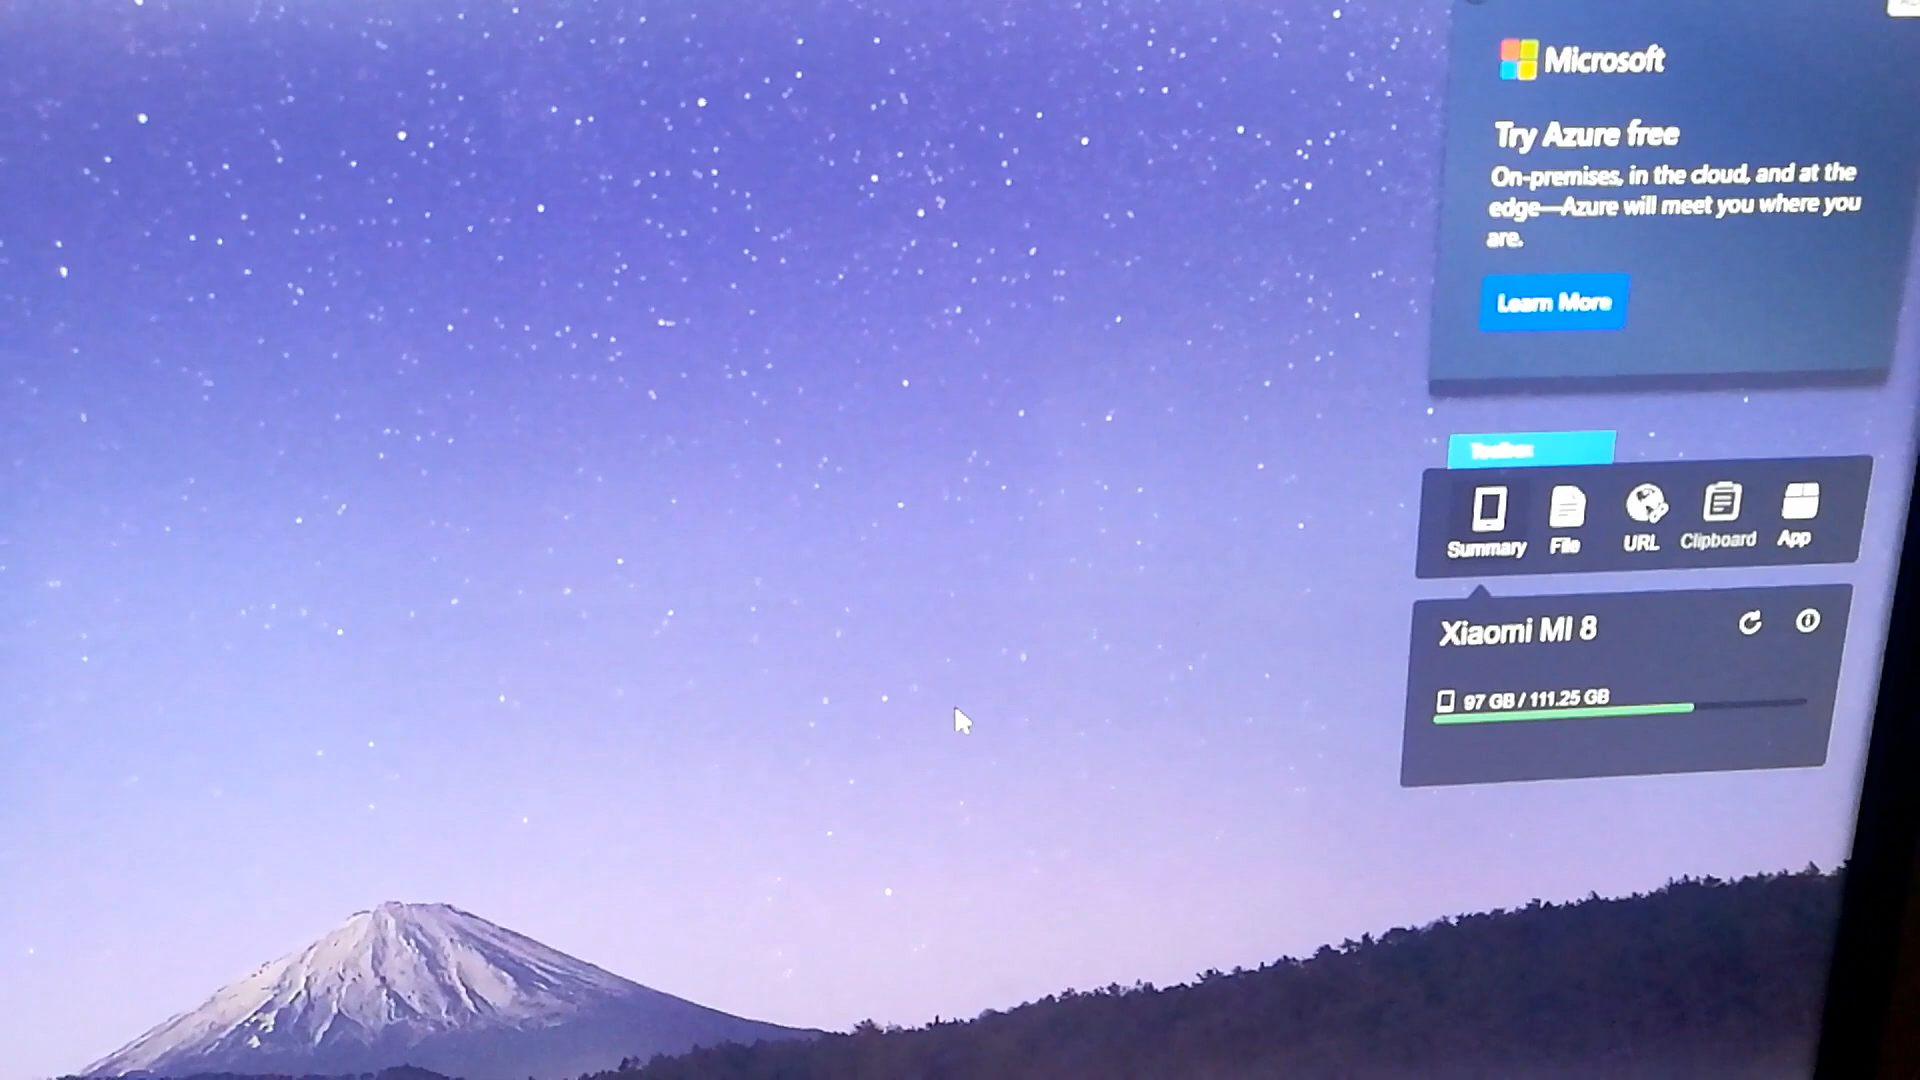 Microsoft
Try Azure free
On-premises, in the cloud, and at the
edge—Azure will meet you where you
are.
Learn More
Toolbox
Summary File URL Clipboard App
Xiaomi MI 8
97 GB / 111.25 GB